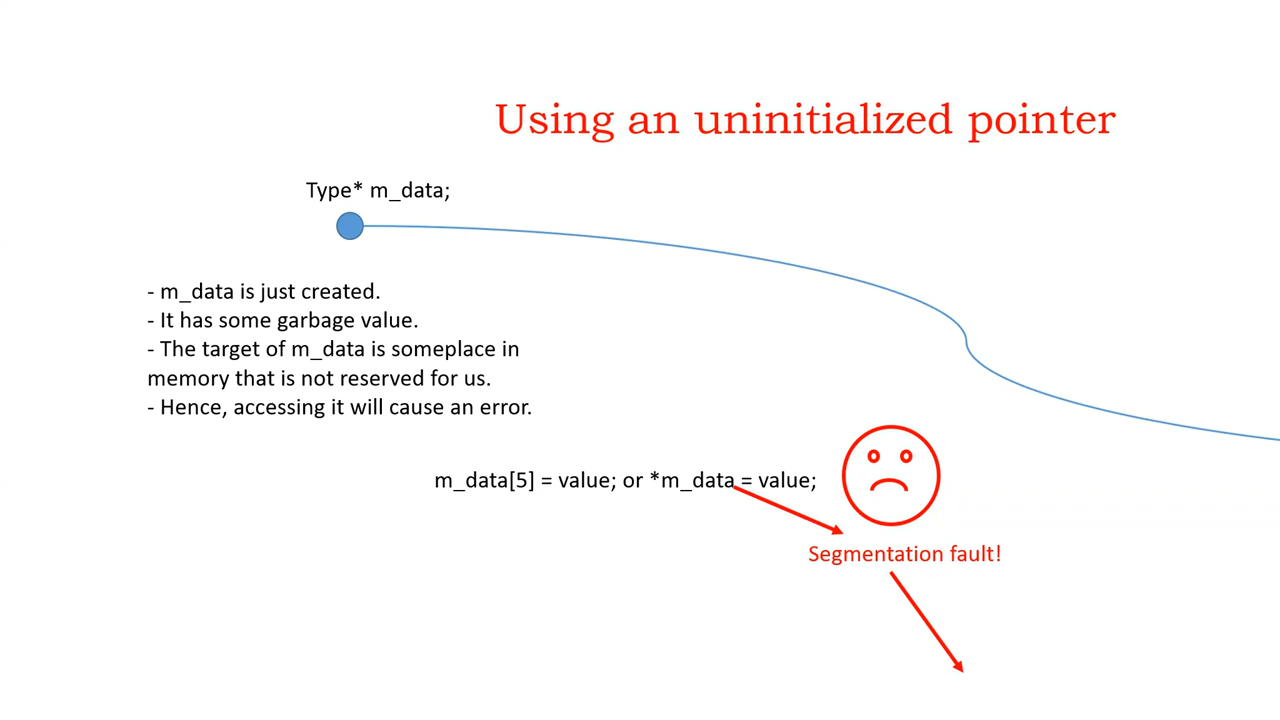 Using an uninitialized pointer
Type* m_data;
- m_data is just created.
- It has some garbage value.
- The target of m_data is someplace in
memory that is not reserved for us.
- Hence, accessing it will cause an error.
m_data[5] = value; or *m_data = value;
Segmentation fault!